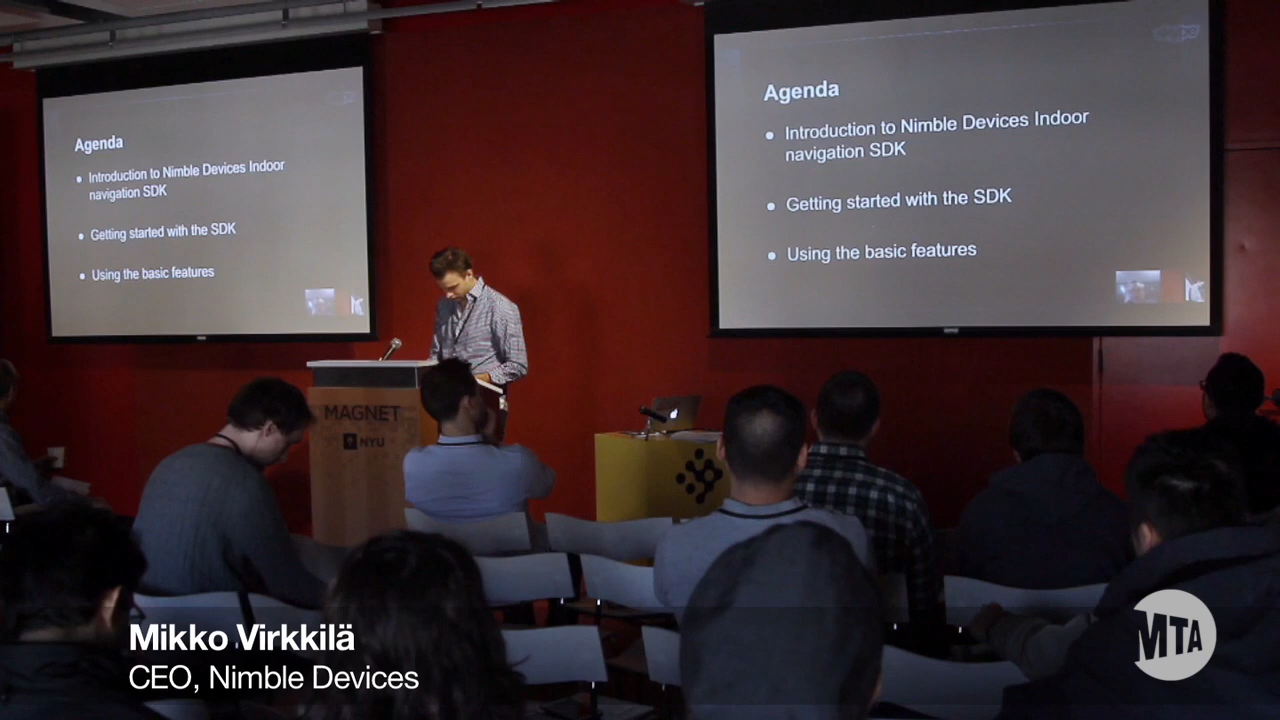 Agenda
Introduction to Nimble Devices Indoor
navigation SDK
Getting started with the SDK
Using the basic features
Agenda
Introduction to Nimble Devices Indoor
navigation SDK
Getting started with the SDK
Using the basic features
MAGNET
NYU
Mikko Virkkilä
CEO, Nimble Devices
MTA